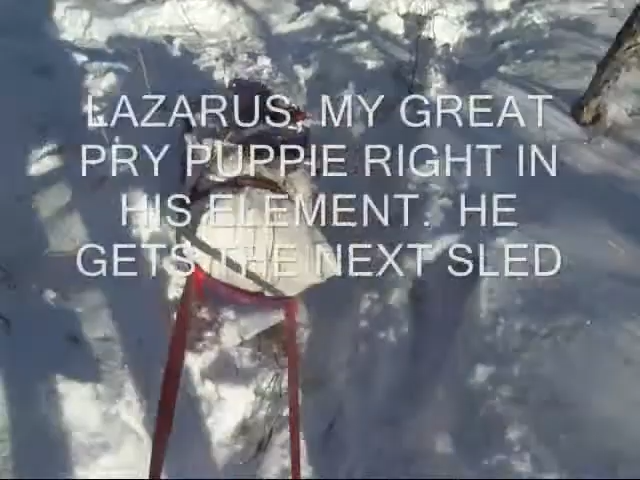 LAZARUS, MY GREAT
PRY PUPPIE RIGHT IN
HIS ELEMENT. HE
GETS THE NEXT SLED